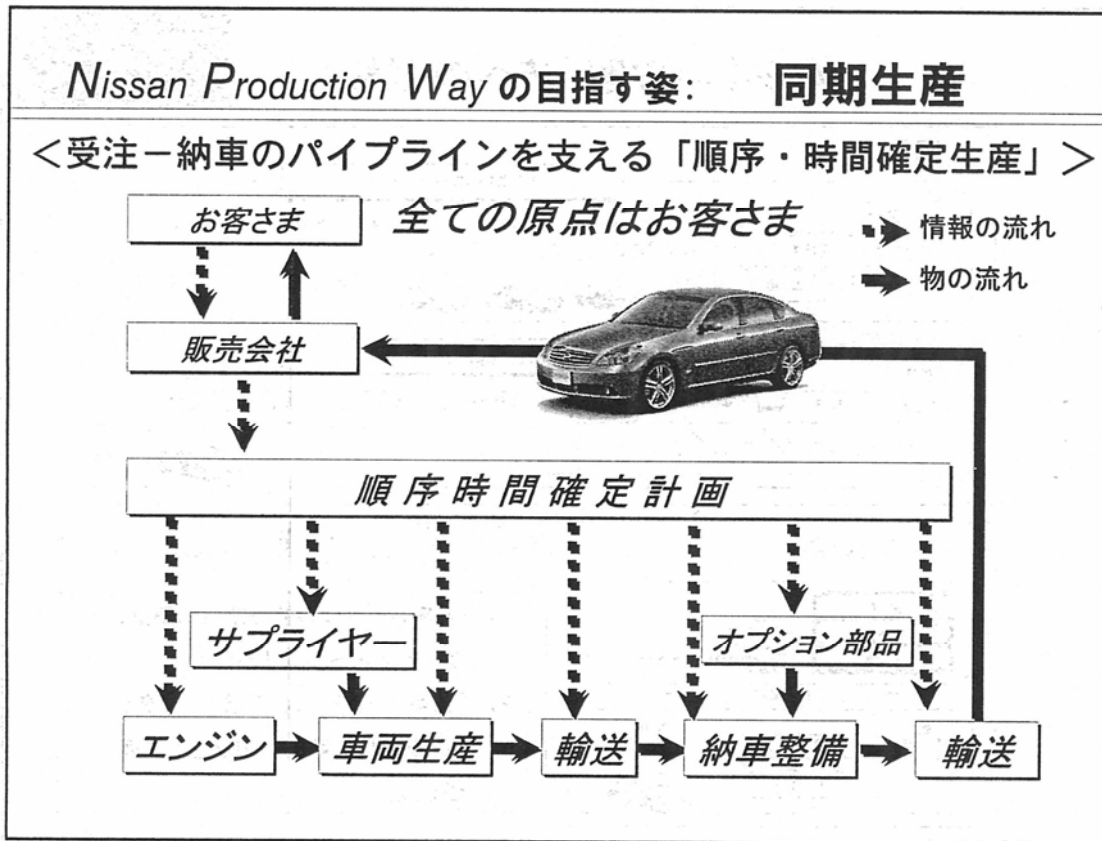 Nissan Production Way の目指す姿: 同期生産
＜受注－納車のパイプラインを支える「順序・時間確定生産」＞
お客さま
全ての原点はお客さま
情報の流れ
物の流れ
販売会社
順序時間確定計画
サプライヤー
オプション部品
エンジン
車両生産
輸送
納車整備
輸送